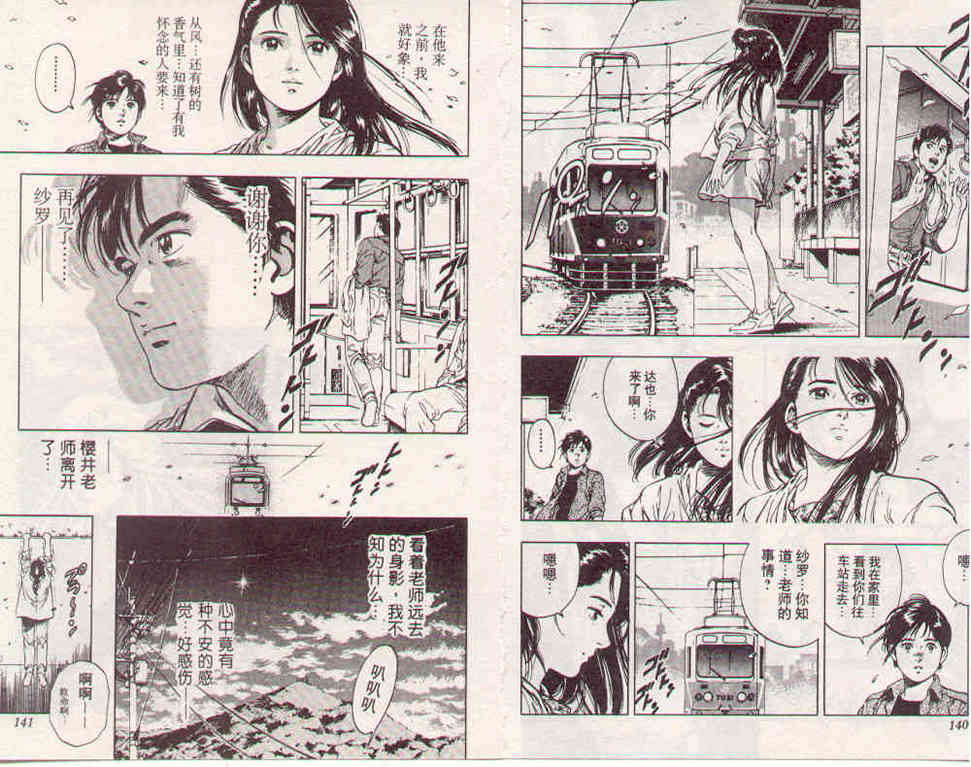 达也…你
来了啊…
……
嗯…
我在家里…
看到你们往
车站走去…
纱罗…你知
道…老师的
事情?
嗯嗯…
140
在他来
之前，我
就好象…
从风…还有树的
香气里…知道了有我
怀念的人要来…
………
谢谢你……
再见了……
纱罗——
樱井老
师离开
了…
看着老师远去
的身影，我不
知为什么…
心中竟有
种不安的感
觉…好感伤——
叭叭叭
啊啊——
救命啊…
141